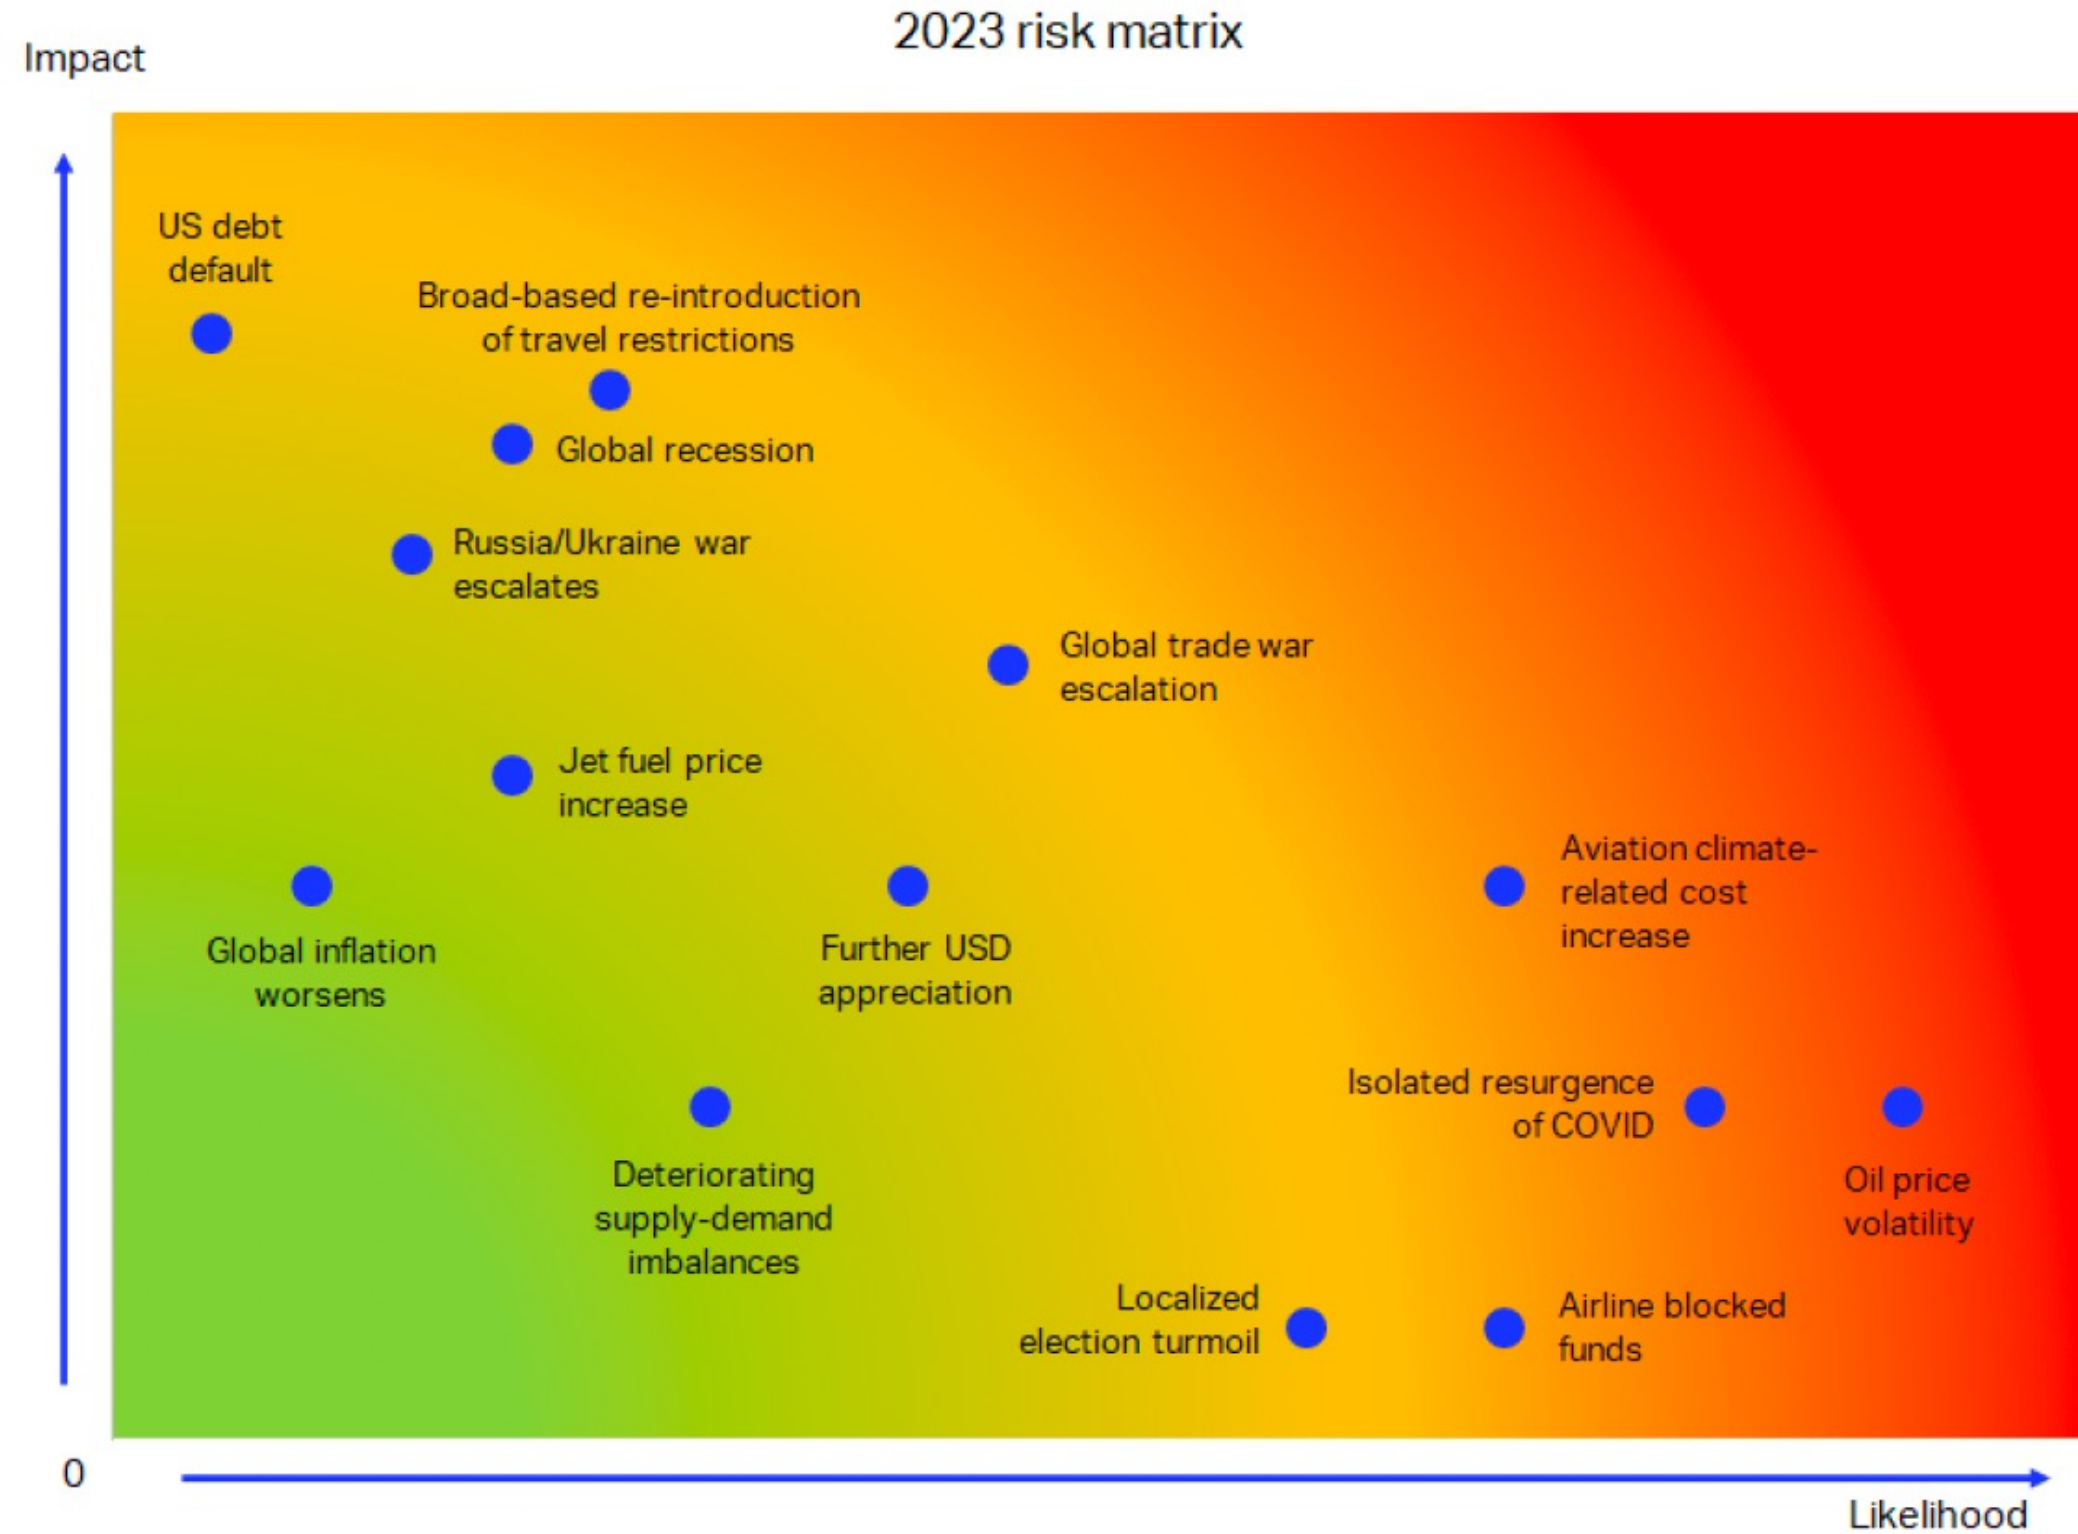 2023 risk matrix
Impact
US debt
default
Broad-based re-introduction
of travel restrictions
Global recession
Russia/Ukraine war
escalates
Global trade war
escalation
Jet fuel price
increase
Aviation climate-
related cost
increase
Global inflation
worsens
Further USD
appreciation
Isolated resurgence
of COVID
Oil price
volatility
Deteriorating
supply-demand
imbalances
Localized
election turmoil
Airline blocked
funds
0
Likelihood